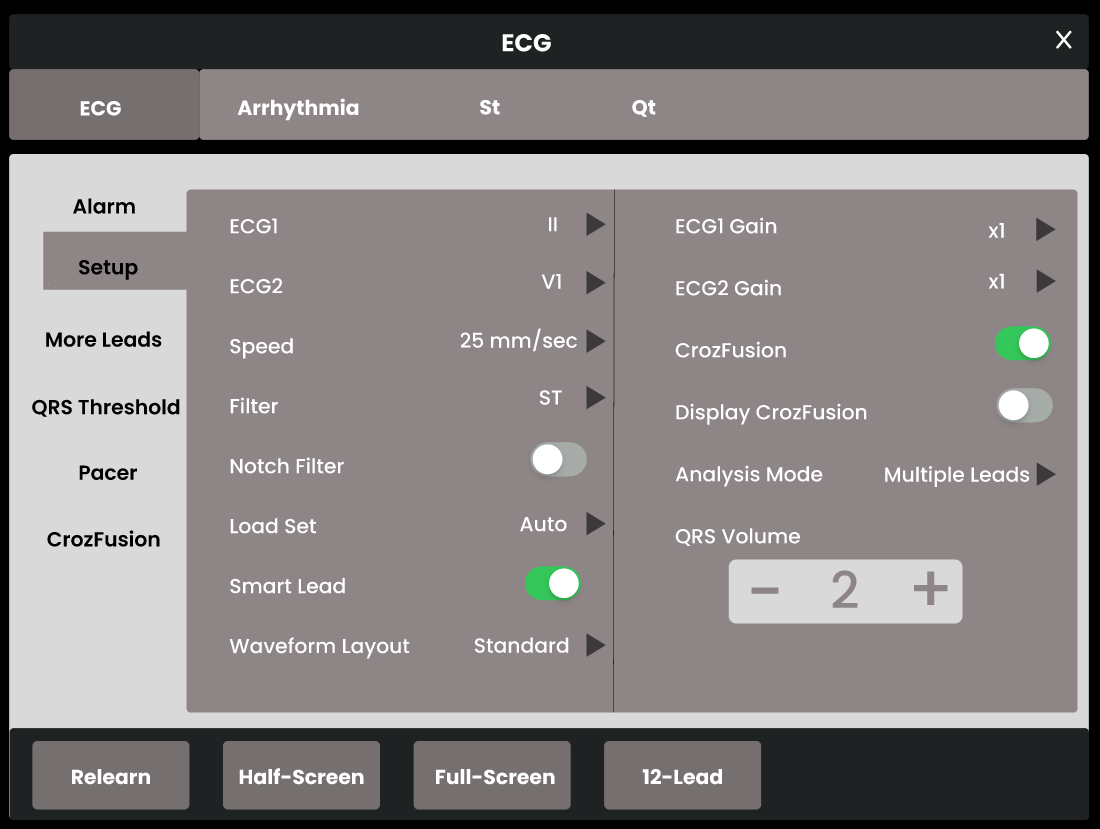 ECG
X
ECG
Arrhythmia
St
Qt
Alarm
Setup
More Leads
QRS Threshold
Pacer
CrozFusion
ECG1
II
ECG2
V1
Speed
25 mm/sec
Filter
ST
Notch Filter
Load Set
Auto
Smart Lead
Waveform Layout
Standard
ECG1 Gain
x1
ECG2 Gain
x1
CrozFusion
Display CrozFusion
Analysis Mode
Multiple Leads
QRS Volume
− 2 +
Relearn
Half-Screen
Full-Screen
12-Lead